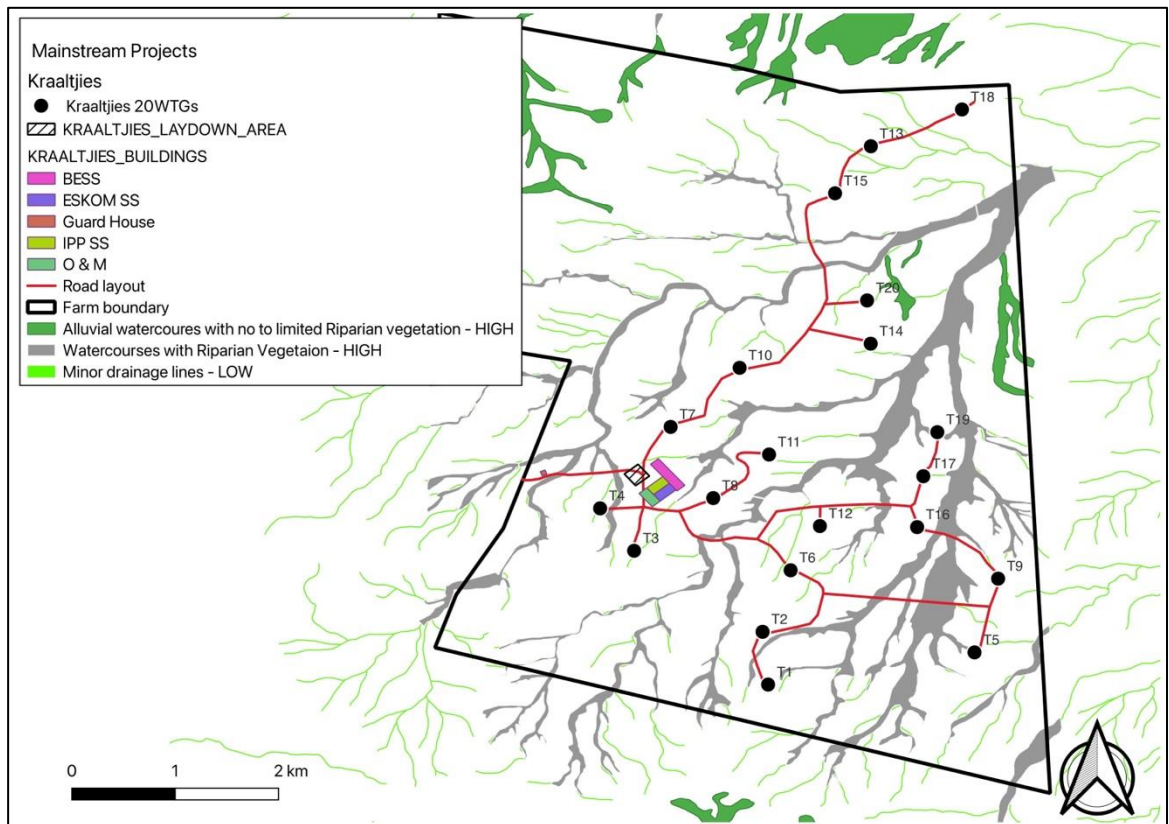 Mainstream Projects
Kraaltjies
Kraaltjies 20WTGs
KRAALTJIES_LAYDOWN_AREA
KRAALTJIES_BUILDINGS
BESS
ESKOM SS
Guard House
IPP SS
O & M
Road layout
Farm boundary
Alluvial watercoures with no to limited Riparian vegetation - HIGH
Watercourses with Riparian Vegetaion - HIGH
Minor drainage lines - LOW
T18
T13
T15
T20
T14
T10
T7
T19
T11
T17
T8
T4
T12
T16
T3
T6
T9
T2
T5
T1
0 1 2 km